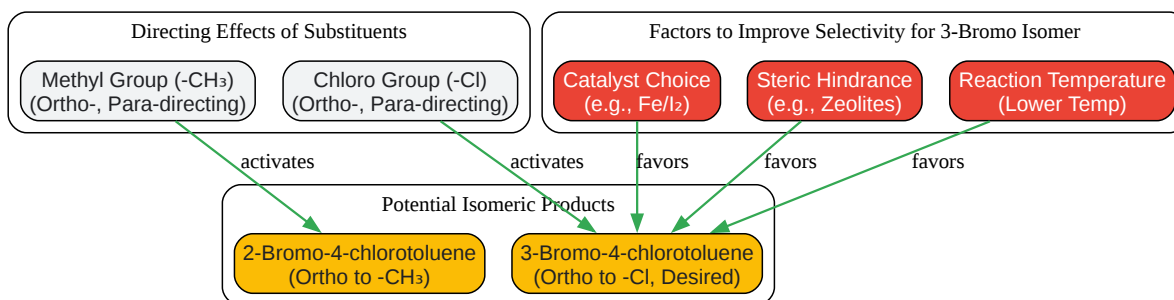 Directing Effects of Substituents
Factors to Improve Selectivity for 3-Bromo Isomer
Methyl Group (-CH₃)
(Ortho-, Para-directing)
Chloro Group (-Cl)
(Ortho-, Para-directing)
Catalyst Choice
(e.g., Fe/I₂)
Steric Hindrance
(e.g., Zeolites)
Reaction Temperature
(Lower Temp)
activates
activates
favors
favors
favors
Potential Isomeric Products
2-Bromo-4-chlorotoluene
(Ortho to -CH₃)
3-Bromo-4-chlorotoluene
(Ortho to -Cl, Desired)